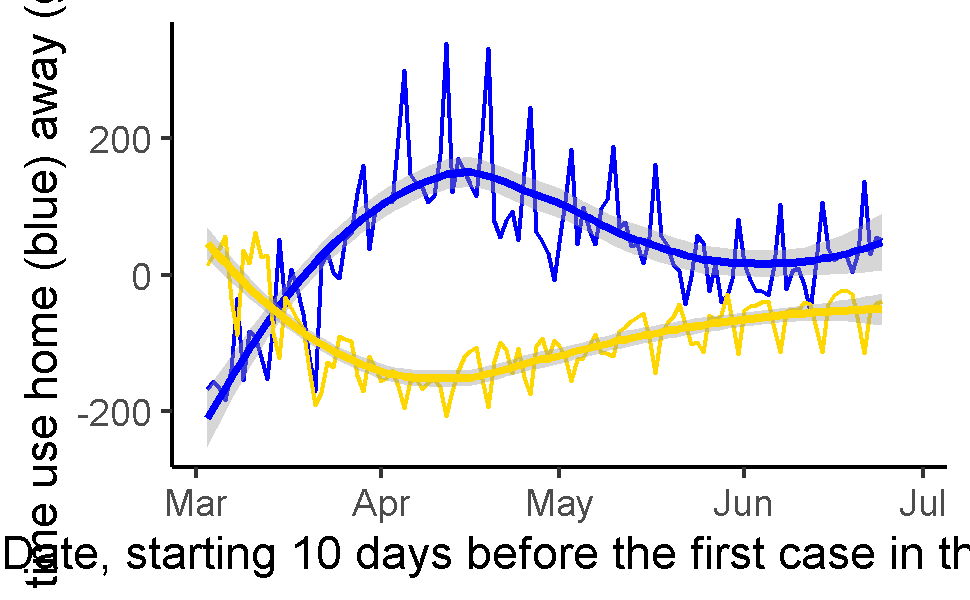 time use home (blue) away (
200
0
-200
Mar Apr May Jun Jul
Date, starting 10 days before the first case in th